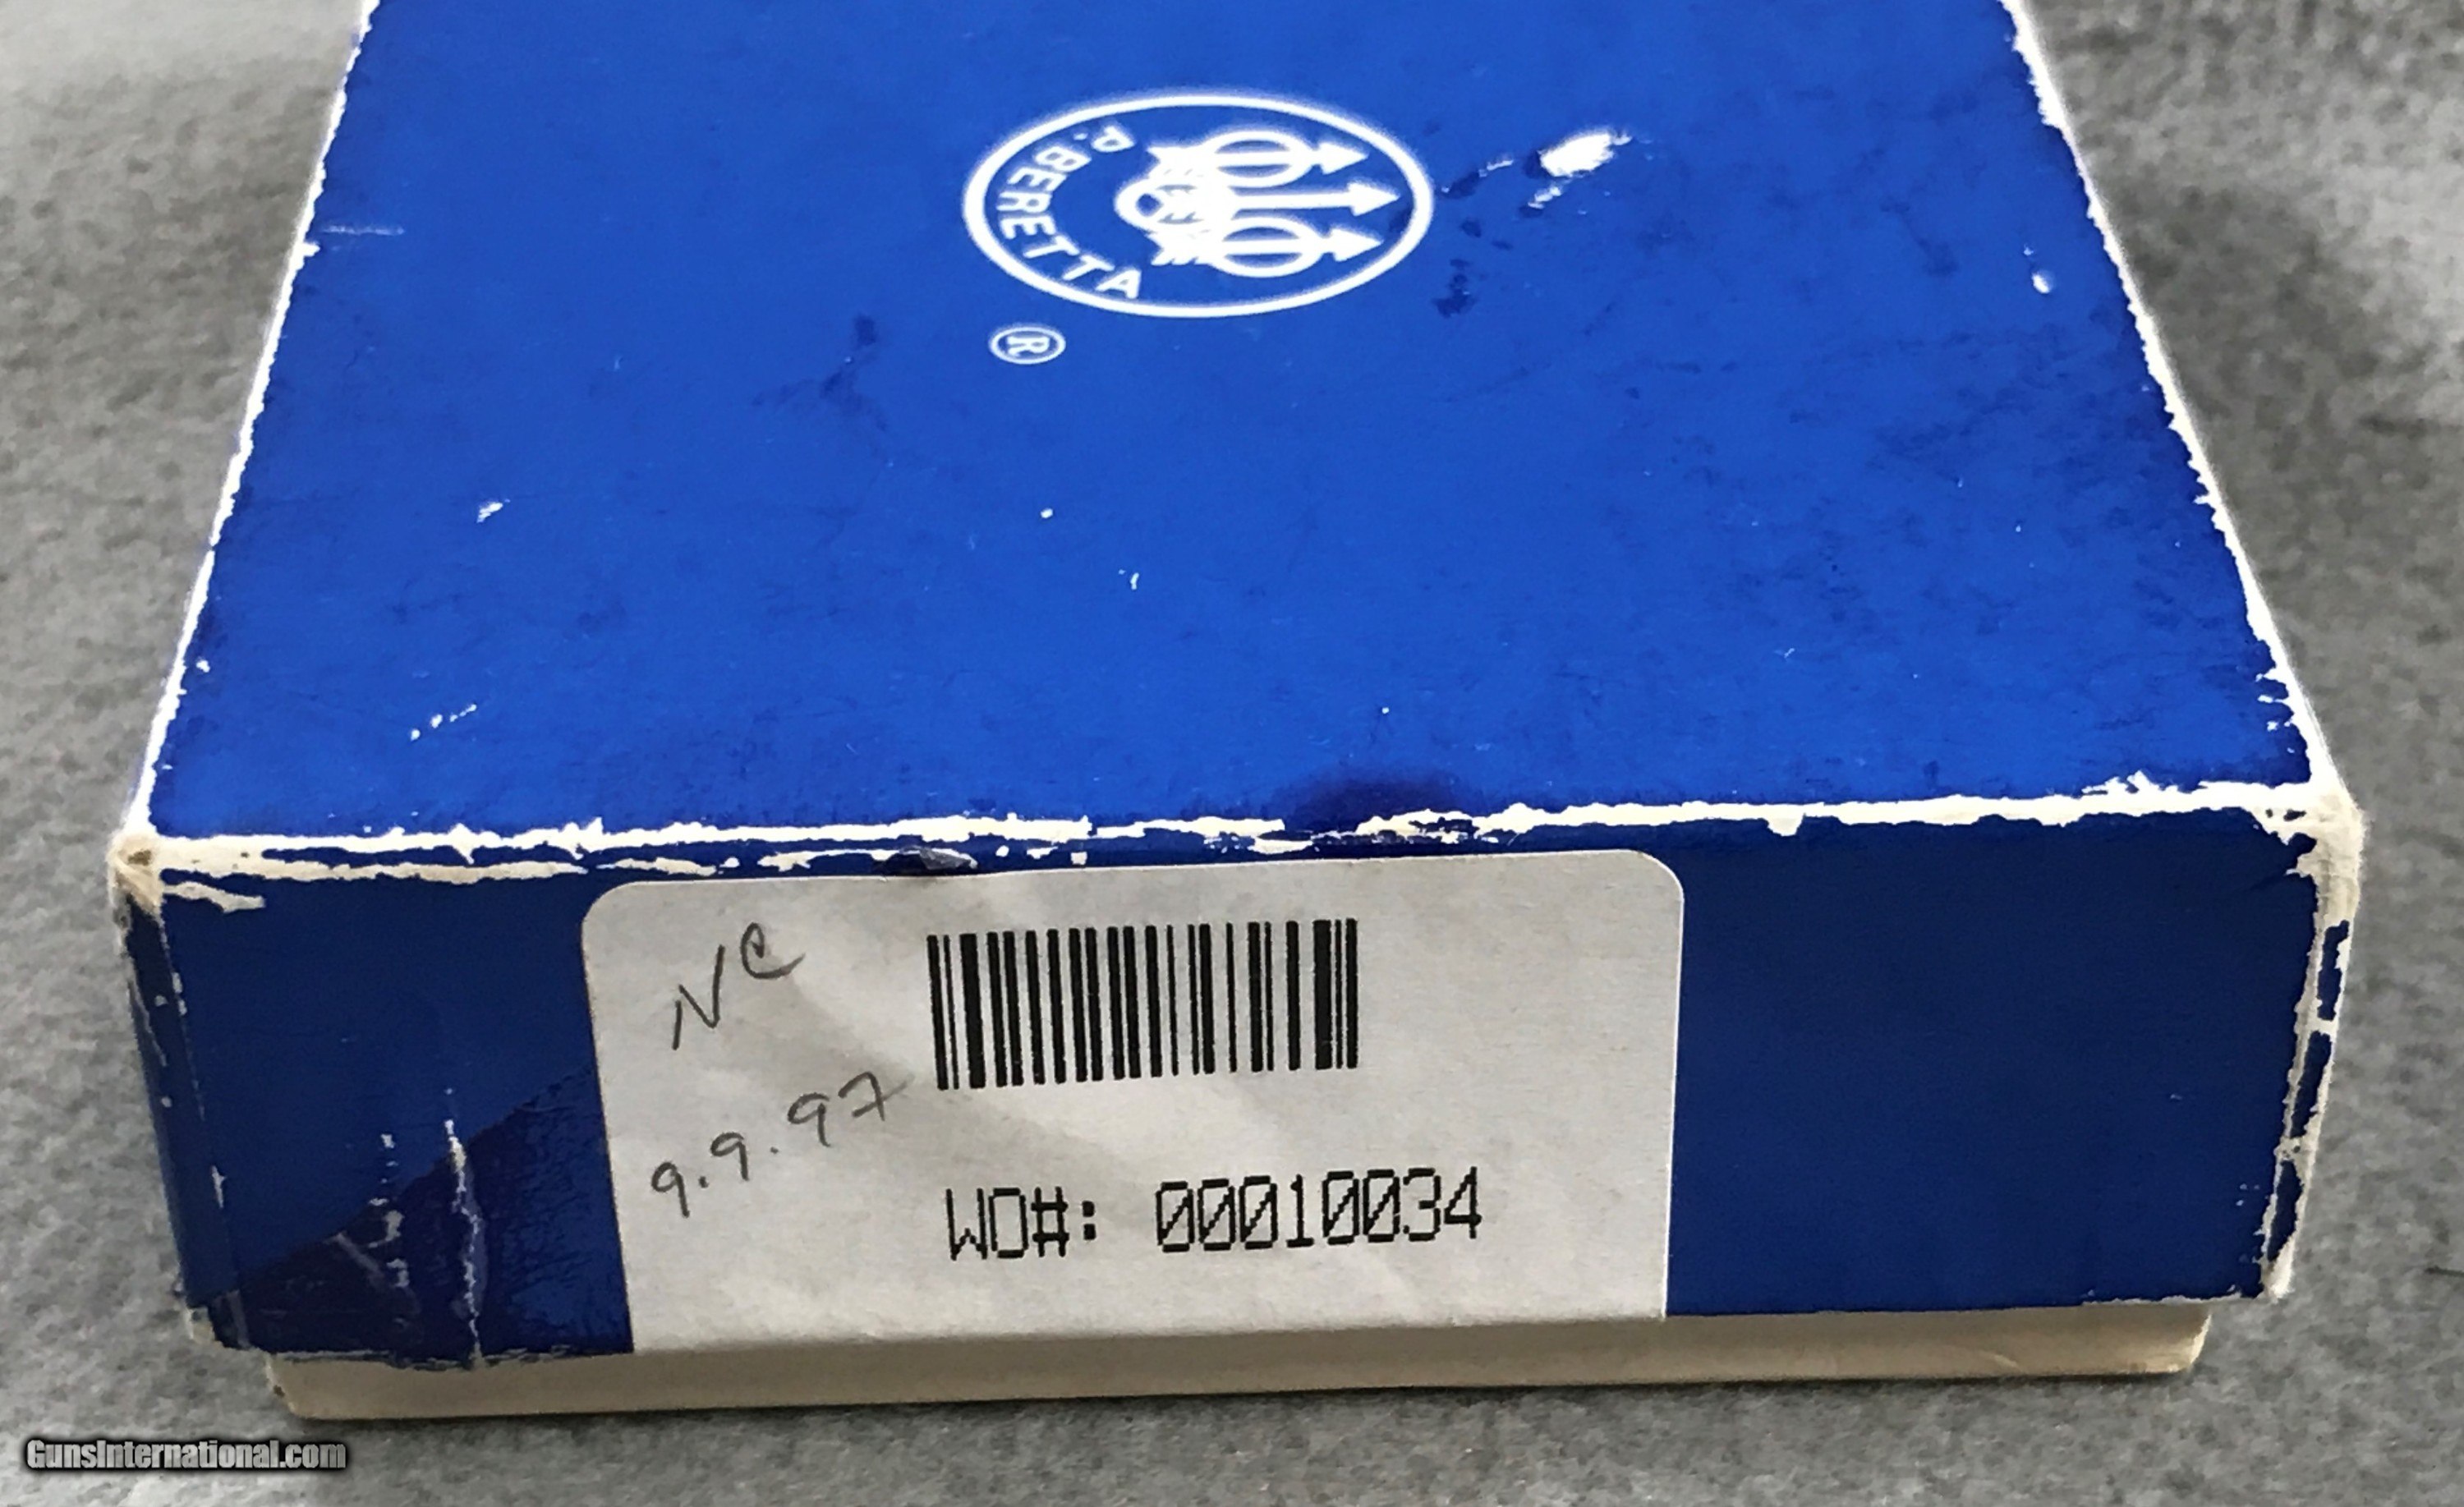 P. BERETTA
®
NC
9.9.97
WO#: 00010034
GunsInternational.com